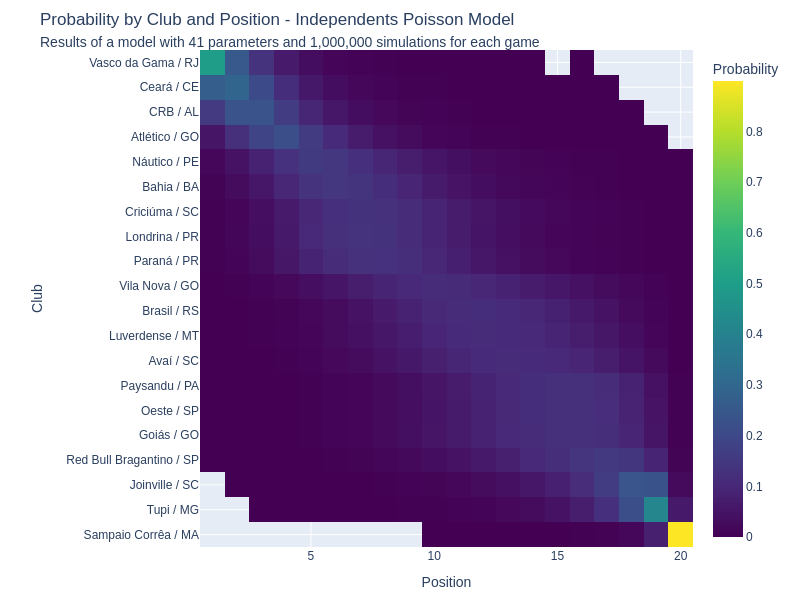 Probability by Club and Position - Independents Poisson Model
Results of a model with 41 parameters and 1,000,000 simulations for each game
Vasco da Gama / RJ
Ceará / CE
CRB / AL
Atlético / GO
Náutico / PE
Bahia / BA
Criciúma / SC
Londrina / PR
Paraná / PR
Vila Nova / GO
Brasil / RS
Luverdense / MT
Avaí / SC
Paysandu / PA
Oeste / SP
Goiás / GO
Red Bull Bragantino / SP
Joinville / SC
Tupi / MG
Sampaio Corrêa / MA
Club
5
10
15
20
Position
Probability
0.8
0.7
0.6
0.5
0.4
0.3
0.2
0.1
0